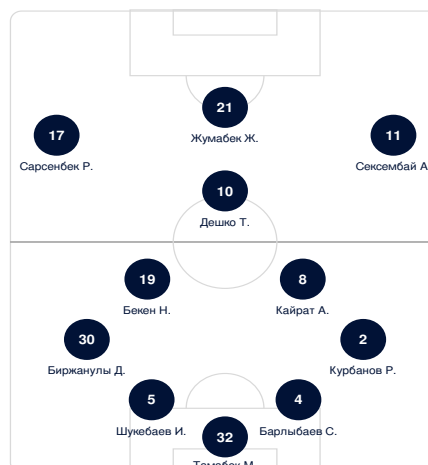 21
Жумабек Ж.
17
Сарсенбек Р.
11
Сексембай А
10
Дешко Т.
19
Бекен Н.
8
Кайрат А.
30
Биржанулы Д.
2
Курбанов Р.
5
Шукебаев И.
4
Барлыбаев С.
32